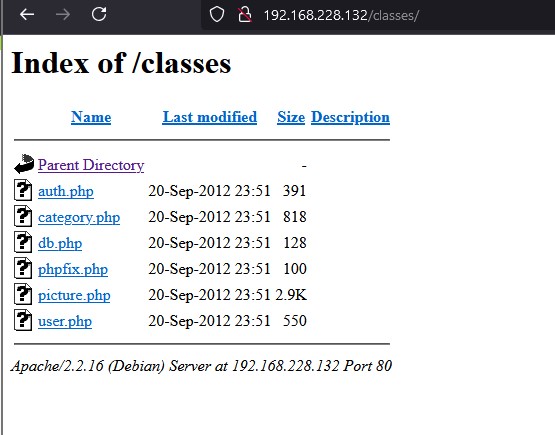 192.168.228.132/classes/
Index of /classes
Name Last modified Size Description
Parent Directory -
auth.php 20-Sep-2012 23:51 391
category.php 20-Sep-2012 23:51 818
db.php 20-Sep-2012 23:51 128
phpfix.php 20-Sep-2012 23:51 100
picture.php 20-Sep-2012 23:51 2.9K
user.php 20-Sep-2012 23:51 550
Apache/2.2.16 (Debian) Server at 192.168.228.132 Port 80